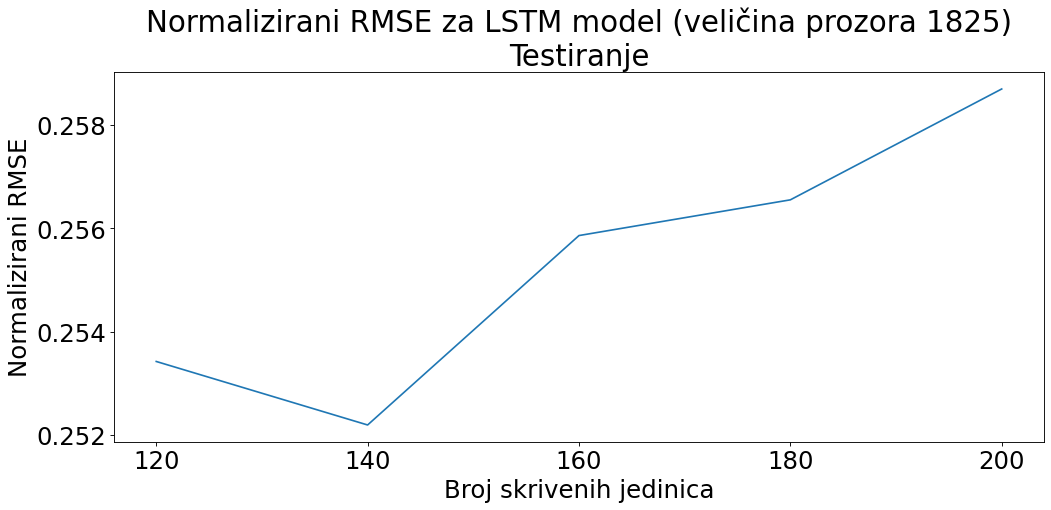 Normalizirani RMSE za LSTM model (veličina prozora 1825)
Testiranje
Normalizirani RMSE
0.258
0.256
0.254
0.252
120 140 160 180 200
Broj skrivenih jedinica